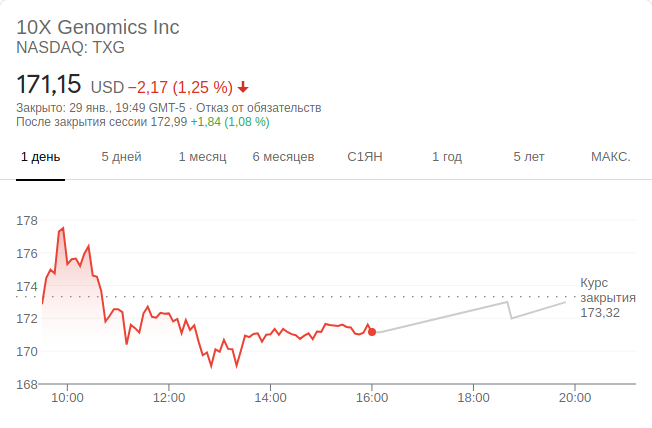 10X Genomics Inc
NASDAQ: TXG
171,15 USD −2,17 (1,25 %)
Закрыто: 29 янв., 19:49 GMT-5 · Отказ от обязательств
После закрытия сессии 172,99 +1,84 (1,08 %)
1 день 5 дней 1 месяц 6 месяцев С1ЯН 1 год 5 лет МАКС.
178
176
174
172
170
168
Курс
закрытия
173,32
10:00 12:00 14:00 16:00 18:00 20:00